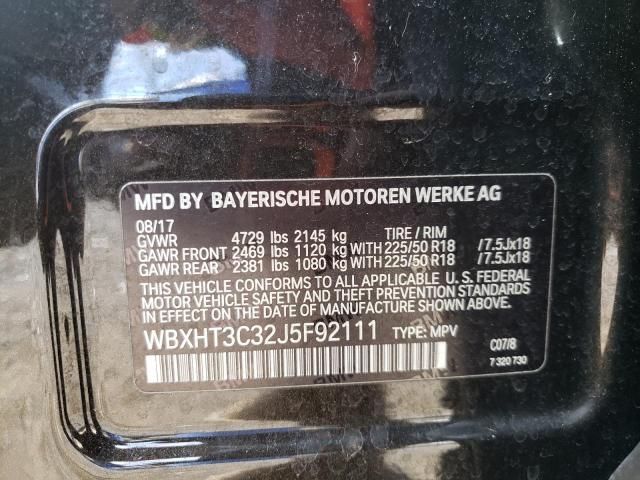 MFD BY BAYERISCHE MOTOREN WERKE AG
08/17
GVWR 4729 lbs 2145 kg TIRE / RIM
GAWR FRONT 2469 lbs 1120 kg WITH 225/50 R18 /7.5Jx18
GAWR REAR 2381 lbs 1080 kg WITH 225/50 R18 /7.5Jx18
THIS VEHICLE CONFORMS TO ALL APPLICABLE U.S. FEDERAL
MOTOR VEHICLE SAFETY AND THEFT PREVENTION STANDARDS
IN EFFECT ON THE DATE OF MANUFACTURE SHOWN ABOVE.
WBXHT3C32J5F92111 TYPE: MPV
C07/8
7 320 730